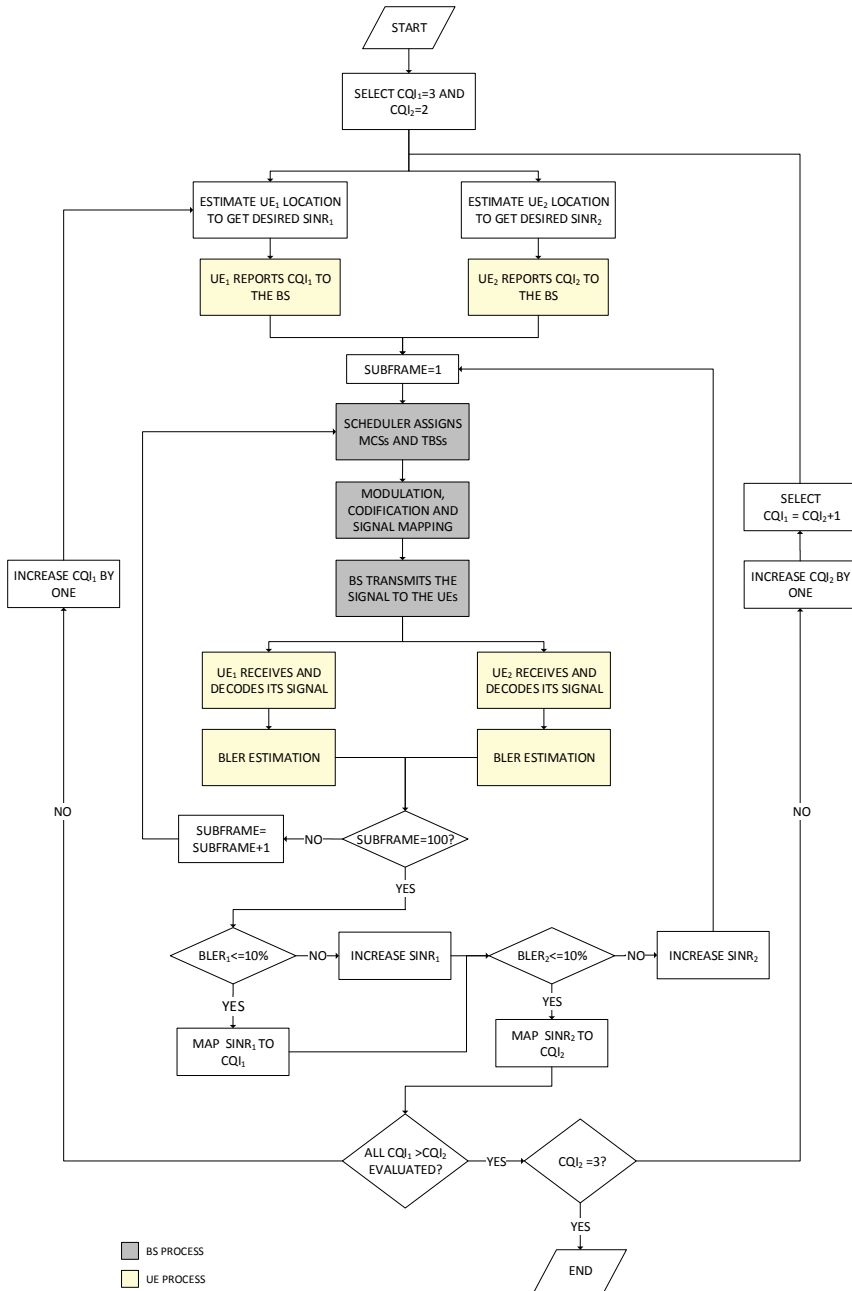 START
SELECT CQI₁=3 AND
CQI₂=2
ESTIMATE UE₁ LOCATION
TO GET DESIRED SINR₁
ESTIMATE UE₂ LOCATION
TO GET DESIRED SINR₂
UE₁ REPORTS CQI₁ TO
THE BS
UE₂ REPORTS CQI₂ TO
THE BS
SUBFRAME=1
SCHEDULER ASSIGNS
MCSs AND TBSs
MODULATION,
CODIFICATION AND
SIGNAL MAPPING
SELECT
CQI₁ = CQI₂+1
INCREASE CQI₁ BY
ONE
BS TRANSMITS THE
SIGNAL TO THE UEs
INCREASE CQI₂ BY
ONE
UE₁ RECEIVES AND
DECODES ITS SIGNAL
UE₂ RECEIVES AND
DECODES ITS SIGNAL
BLER ESTIMATION
BLER ESTIMATION
NO
NO
SUBFRAME=
SUBFRAME+1
NO
SUBFRAME=100?
YES
BLER₁<=10%
NO
INCREASE SINR₁
BLER₂<=10%
NO
INCREASE SINR₂
YES
YES
MAP SINR₁ TO
CQI₁
MAP SINR₂ TO
CQI₂
ALL CQI₁ >CQI₂
EVALUATED?
YES
CQI₂ =3?
YES
BS PROCESS
UE PROCESS
END